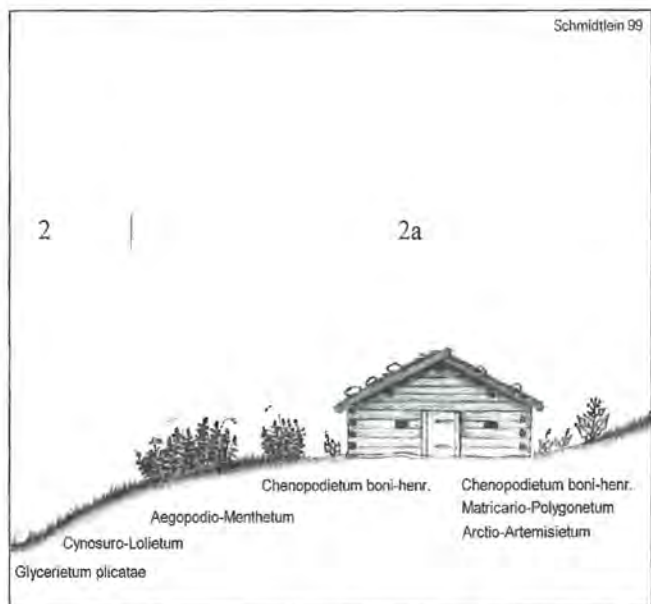 Schmidtlein 99
2
2a
Chenopodietum boni-henr.
Chenopodietum boni-henr.
Aegopodio-Menthetum
Matricario-Polygonetum
Cynosuro-Lolietum
Arctio-Artemisietum
Glycerietum plicatae